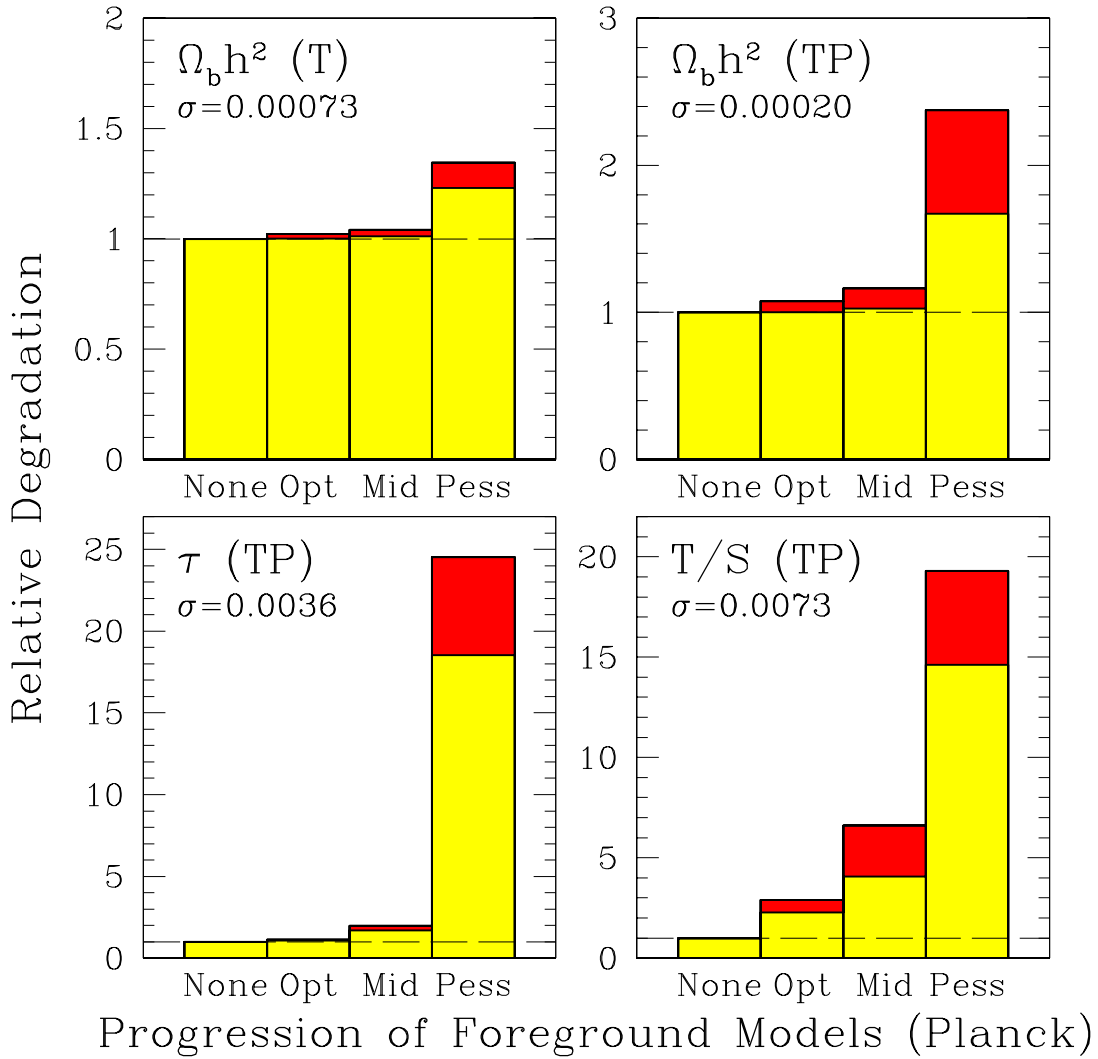 Relative Degradation
2
1.5
1
0.5
0
Ω_b h² (T)
σ=0.00073
None Opt Mid Pess
3
2
1
0
Ω_b h² (TP)
σ=0.00020
None Opt Mid Pess
25
20
15
10
5
0
τ (TP)
σ=0.0036
None Opt Mid Pess
20
15
10
5
0
T/S (TP)
σ=0.0073
None Opt Mid Pess
Progression of Foreground Models (Planck)